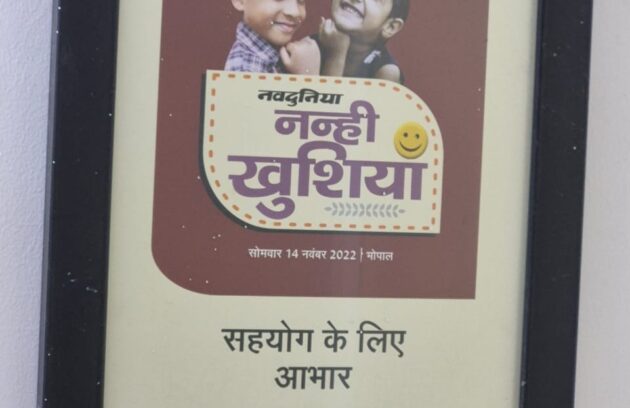 नवदुनिया
नन्ही
खुशियाँ
सोमवार 14 नवंबर 2022 | भोपाल
सहयोग के लिए
आभार